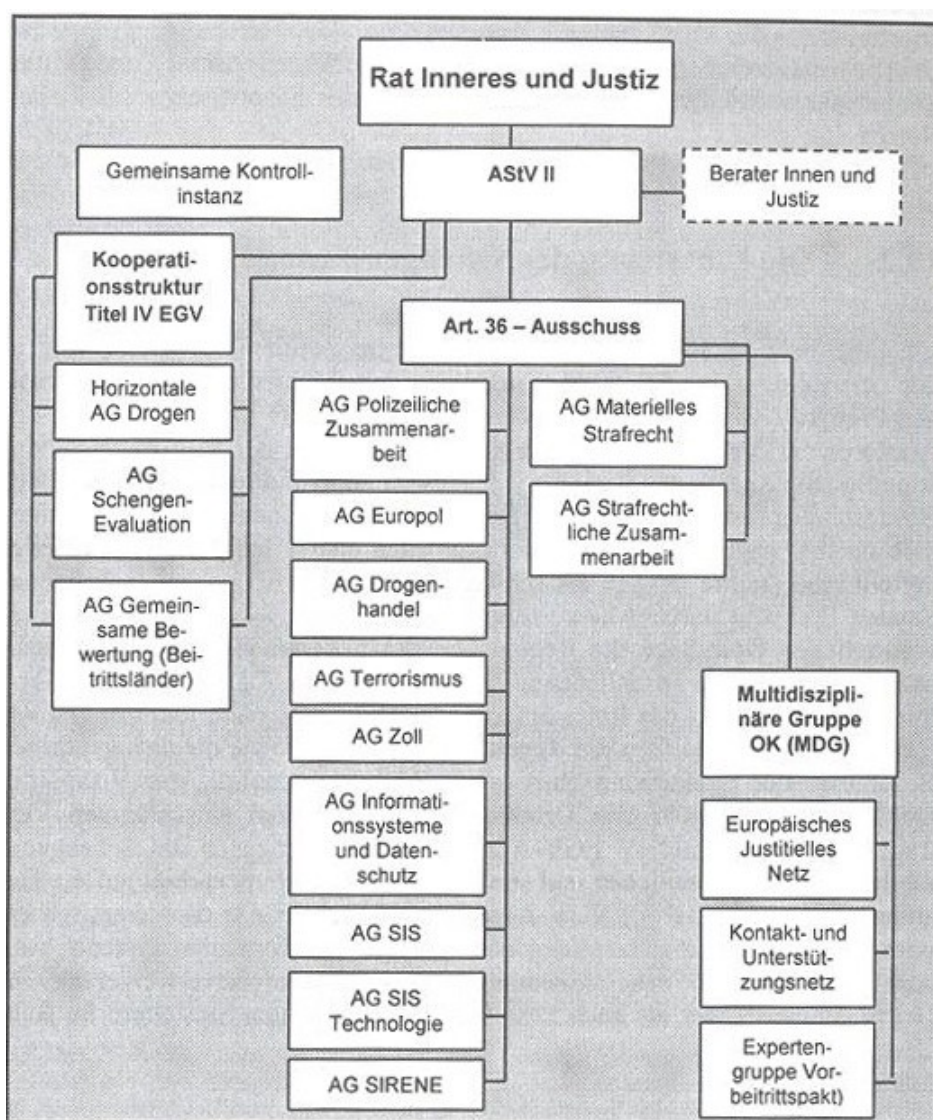 Rat Inneres und Justiz
Gemeinsame Kontroll-
instanz
AStV II
Berater Innen und
Justiz
Kooperati-
onsstruktur
Titel IV EGV
Horizontale
AG Drogen
AG
Schengen-
Evaluation
AG Gemein-
same Be-
wertung (Bei-
trittsländer)
Art. 36 – Ausschuss
AG Polizeiliche
Zusammenar-
beit
AG Europol
AG Drogen-
handel
AG Terrorismus
AG Zoll
AG Informati-
onssysteme
und Daten-
schutz
AG SIS
AG SIS
Technologie
AG SIRENE
AG Materielles
Strafrecht
AG Strafrecht-
liche Zusam-
menarbeit
Multidiszipli-
näre Gruppe
OK (MDG)
Europäisches
Justitielles
Netz
Kontakt- und
Unterstüt-
zungsnetz
Experten-
gruppe Vor-
beitrittspakt)